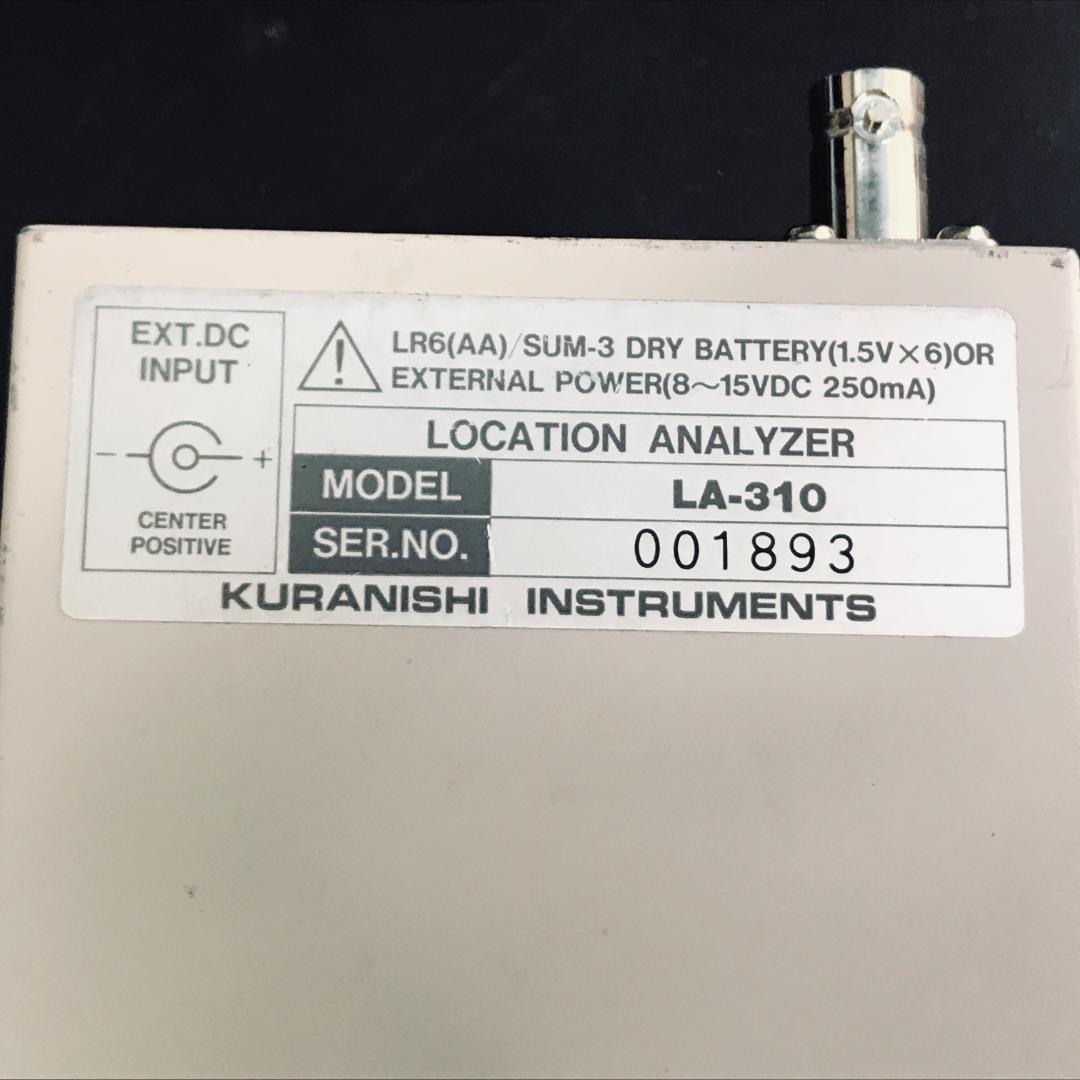 EXT.DC
INPUT
- +
CENTER
POSITIVE
LR6(AA)/SUM-3 DRY BATTERY(1.5V×6)OR
EXTERNAL POWER(8～15VDC 250mA)
LOCATION ANALYZER
MODEL LA-310
SER.NO. 001893
KURANISHI INSTRUMENTS